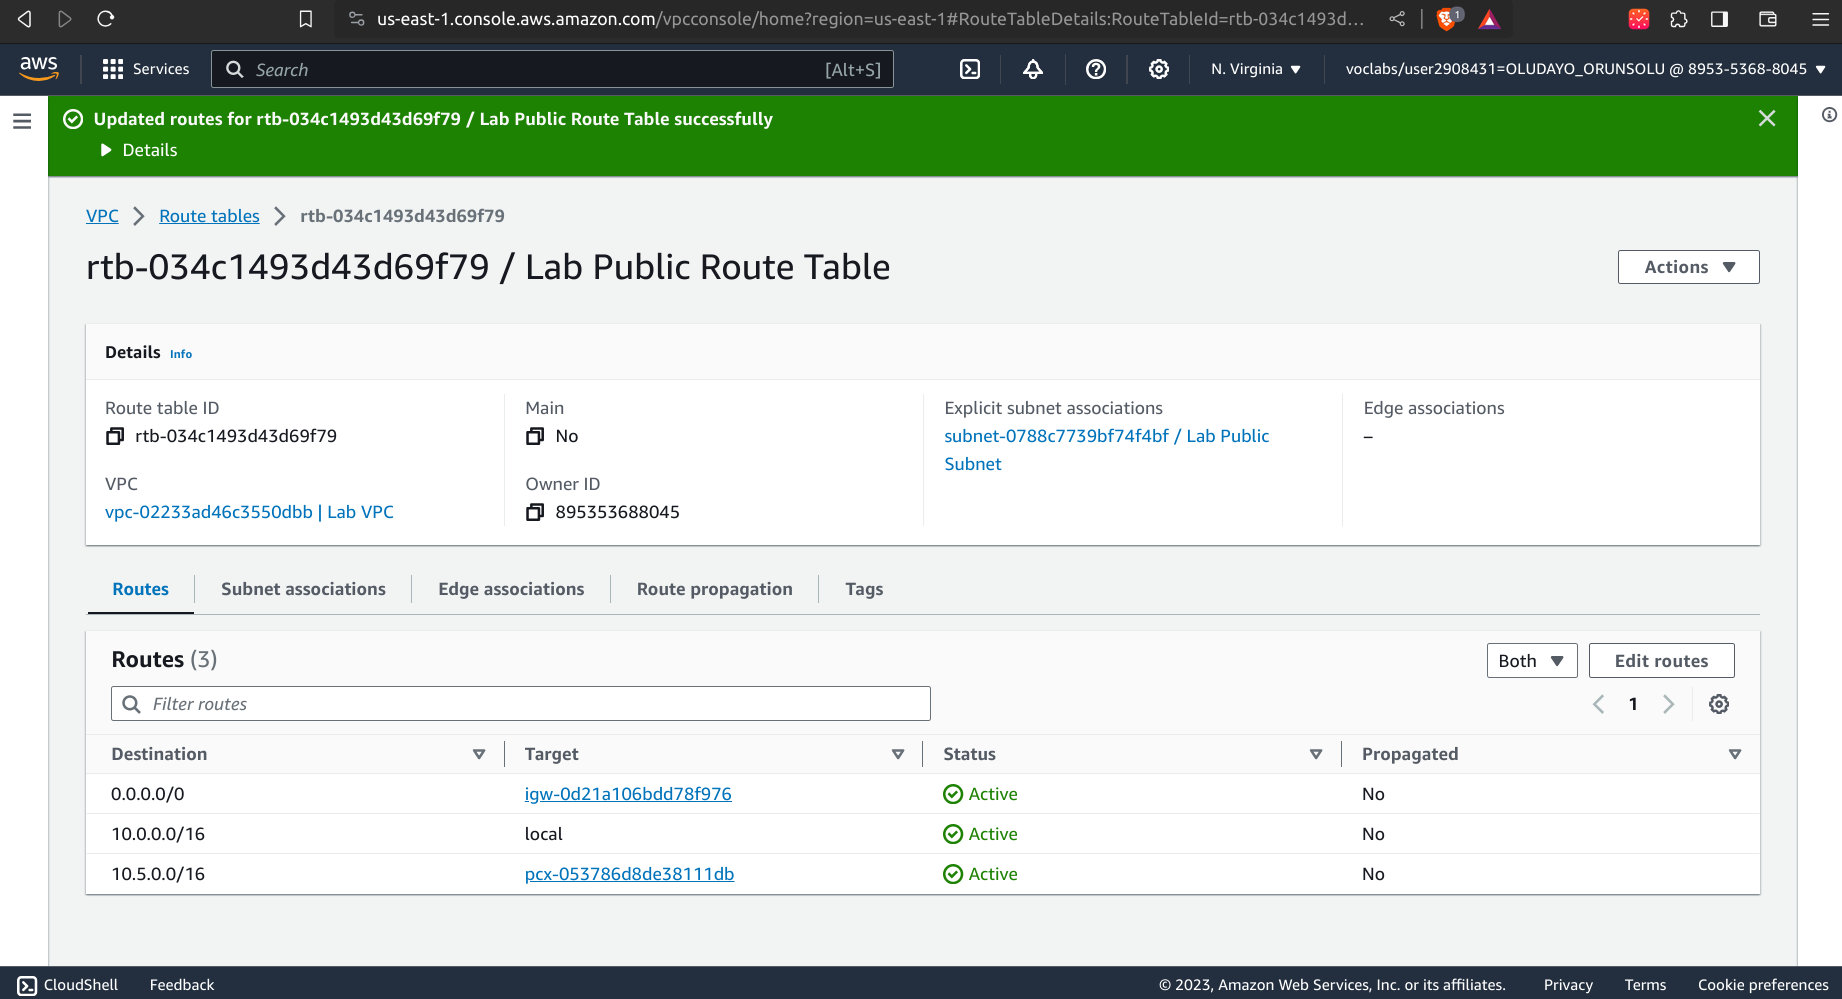 us-east-1.console.aws.amazon.com/vpcconsole/home?region=us-east-1#RouteTableDetails:RouteTableId=rtb-034c1493d...
1
aws
Services
Search
[Alt+S]
N. Virginia
voclabs/user2908431=OLUDAYO_ORUNSOLU @ 8953-5368-8045
Updated routes for rtb-034c1493d43d69f79 / Lab Public Route Table successfully
Details
VPC
Route tables
rtb-034c1493d43d69f79
rtb-034c1493d43d69f79 / Lab Public Route Table
Actions
Details Info
Route table ID
rtb-034c1493d43d69f79
Main
No
Explicit subnet associations
subnet-0788c7739bf74f4bf / Lab Public
Subnet
Edge associations
–
VPC
vpc-02233ad46c3550dbb | Lab VPC
Owner ID
895353688045
Routes
Subnet associations
Edge associations
Route propagation
Tags
Routes (3)
Both
Edit routes
Filter routes
1
Destination Target Status Propagated
0.0.0.0/0 igw-0d21a106bdd78f976 Active No
10.0.0.0/16 local Active No
10.5.0.0/16 pcx-053786d8de38111db Active No
CloudShell
Feedback
© 2023, Amazon Web Services, Inc. or its affiliates.
Privacy
Terms
Cookie preferences